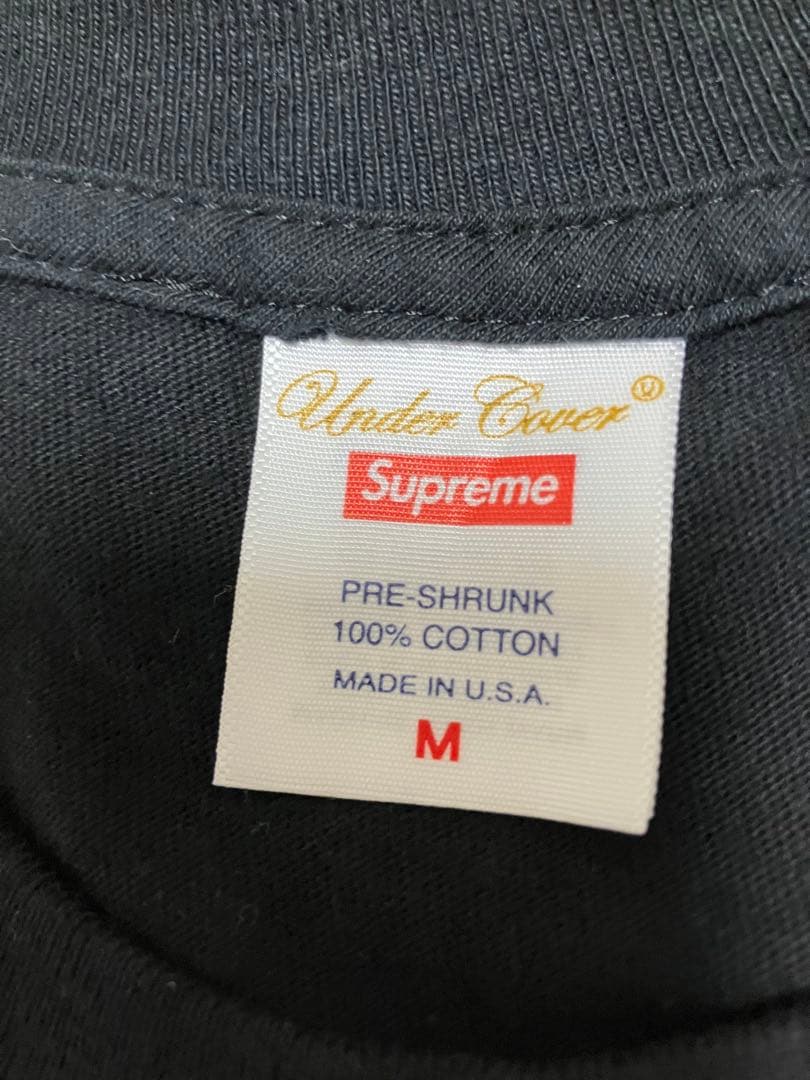 Under Cover Ⓤ
Supreme
PRE-SHRUNK
100% COTTON
MADE IN U.S.A.
M